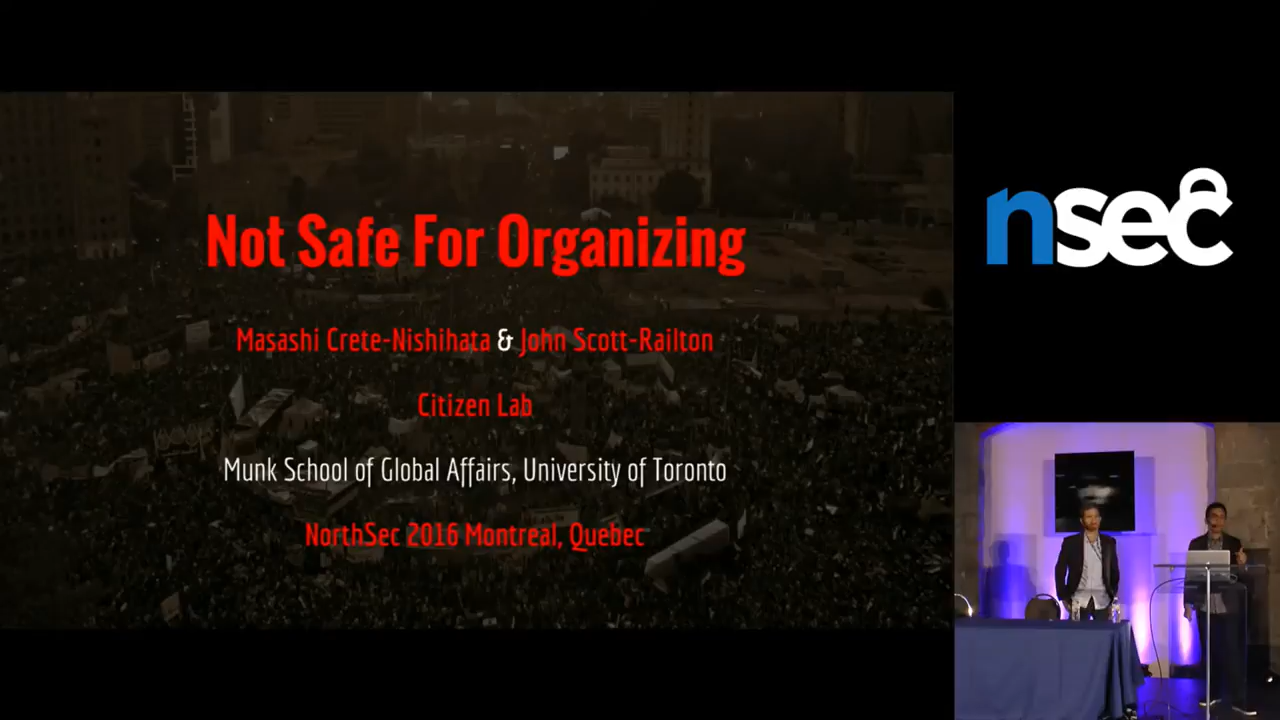 Not Safe For Organizing
Masashi Crete-Nishihata & John Scott-Railton
Citizen Lab
Munk School of Global Affairs, University of Toronto
NorthSec 2016 Montreal, Quebec
nsec